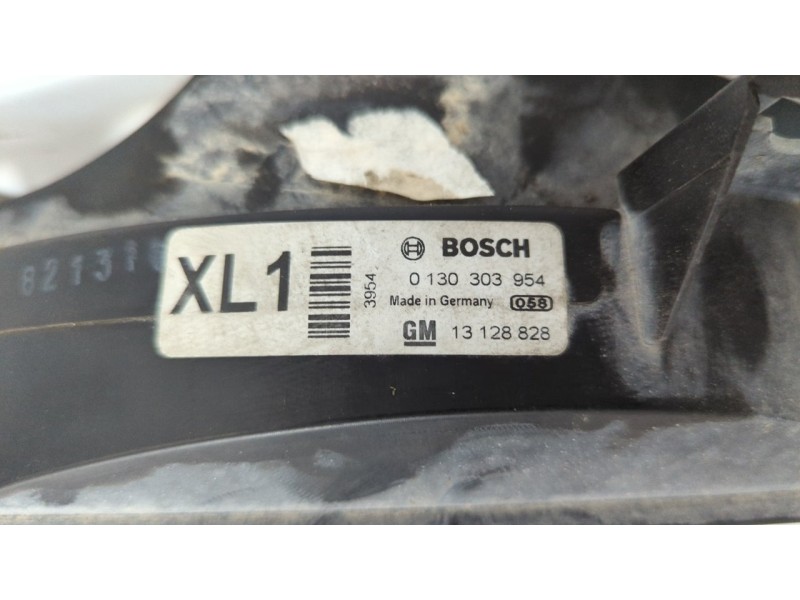 XL1
3954
BOSCH
0 130 303 954
Made in Germany 058
GM 13 128 828